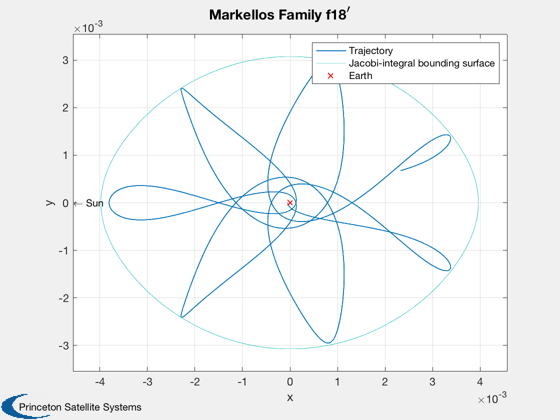 Markellos Family f18′
×10⁻³
Trajectory
Jacobi-integral bounding surface
Earth
3
2
1
y
0
← Sun
-1
-2
-3
-4 -3 -2 -1 0 1 2 3 4
x
×10⁻³
Princeton Satellite Systems